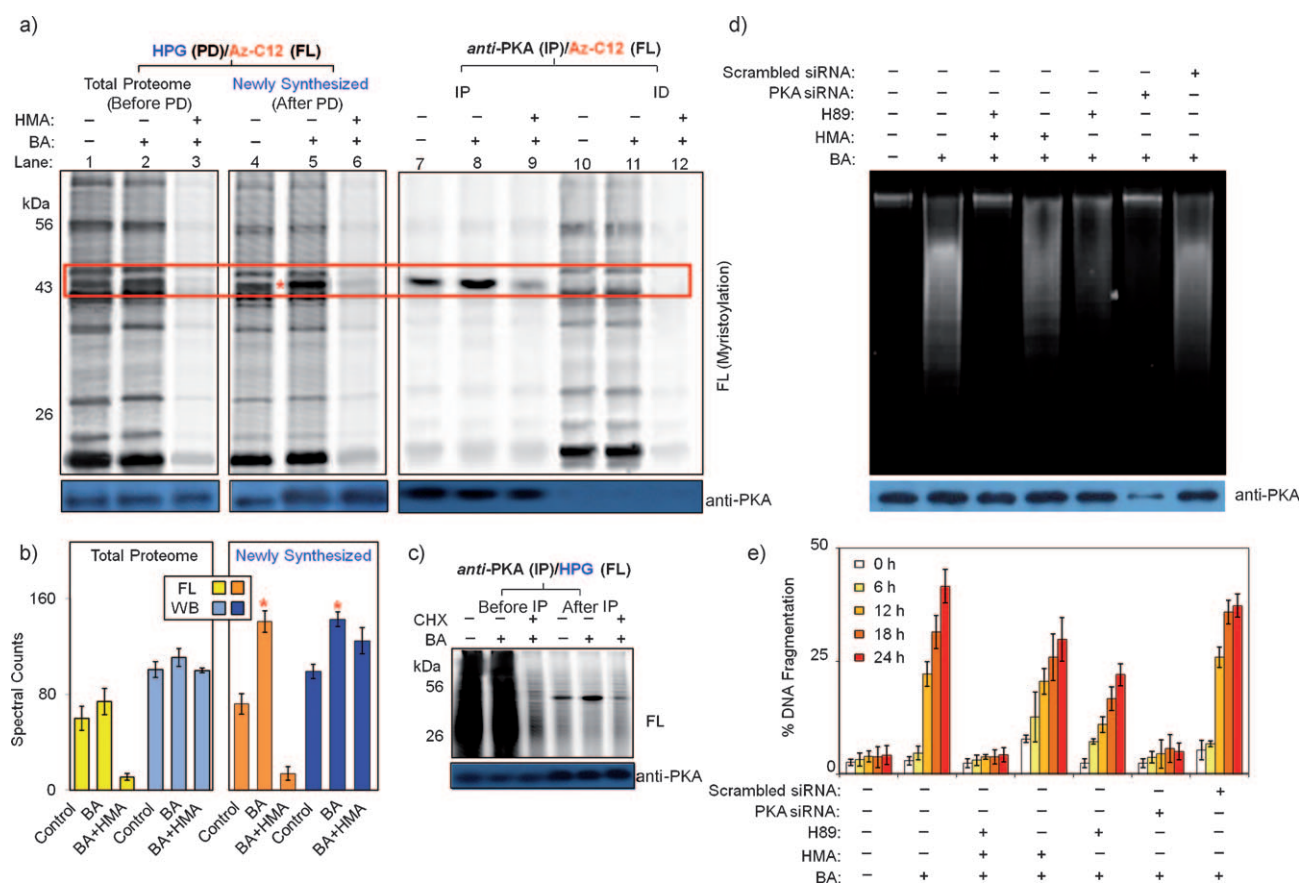 a)
HPG (PD)/Az-C12 (FL)
Total Proteome
(Before PD)
Newly Synthesized
(After PD)
anti-PKA (IP)/Az-C12 (FL)
IP
ID
HMA: + + + +
BA: – + + – + + – + + – + +
Lane: 1 2 3 4 5 6 7 8 9 10 11 12
kDa
56
43
26
*
FL (Myristoylation)
anti-PKA
b)
Total Proteome
Newly Synthesized
FL
WB
* *
Spectral Counts
160
80
0
Control BA BA+HMA Control BA BA+HMA Control BA BA+HMA Control BA BA+HMA
c)
anti-PKA (IP)/HPG (FL)
Before IP After IP
CHX + +
BA – + + – + +
kDa
56
26
FL
anti-PKA
d)
Scrambled siRNA: – – – – – – +
PKA siRNA: – – – – – + –
H89: – – + – + – –
HMA: – – + + – – –
BA: – + + + + + +
anti-PKA
e)
% DNA Fragmentation
50
25
0
0 h
6 h
12 h
18 h
24 h
Scrambled siRNA: – – – – – – +
PKA siRNA: – – – – – + –
H89: – – + – + – –
HMA: – – + + – – –
BA: – + + + + + +